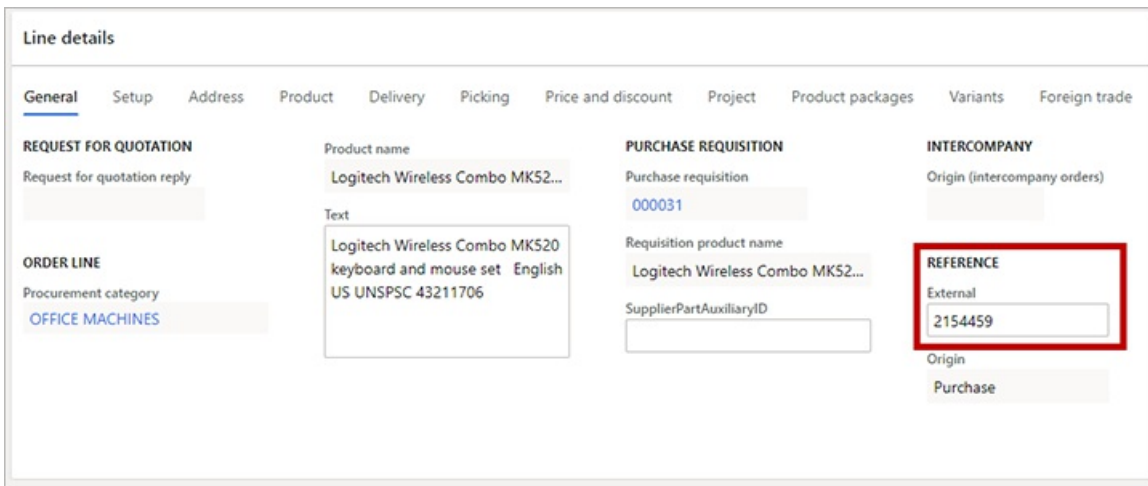 Line details
General Setup Address Product Delivery Picking Price and discount Project Product packages Variants Foreign trade
REQUEST FOR QUOTATION
Request for quotation reply
ORDER LINE
Procurement category
OFFICE MACHINES
Product name
Logitech Wireless Combo MK52...
Text
Logitech Wireless Combo MK520
keyboard and mouse set English
US UNSPSC 43211706
PURCHASE REQUISITION
Purchase requisition
000031
Requisition product name
Logitech Wireless Combo MK52...
SupplierPartAuxiliaryID
INTERCOMPANY
Origin (intercompany orders)
REFERENCE
External
2154459
Origin
Purchase